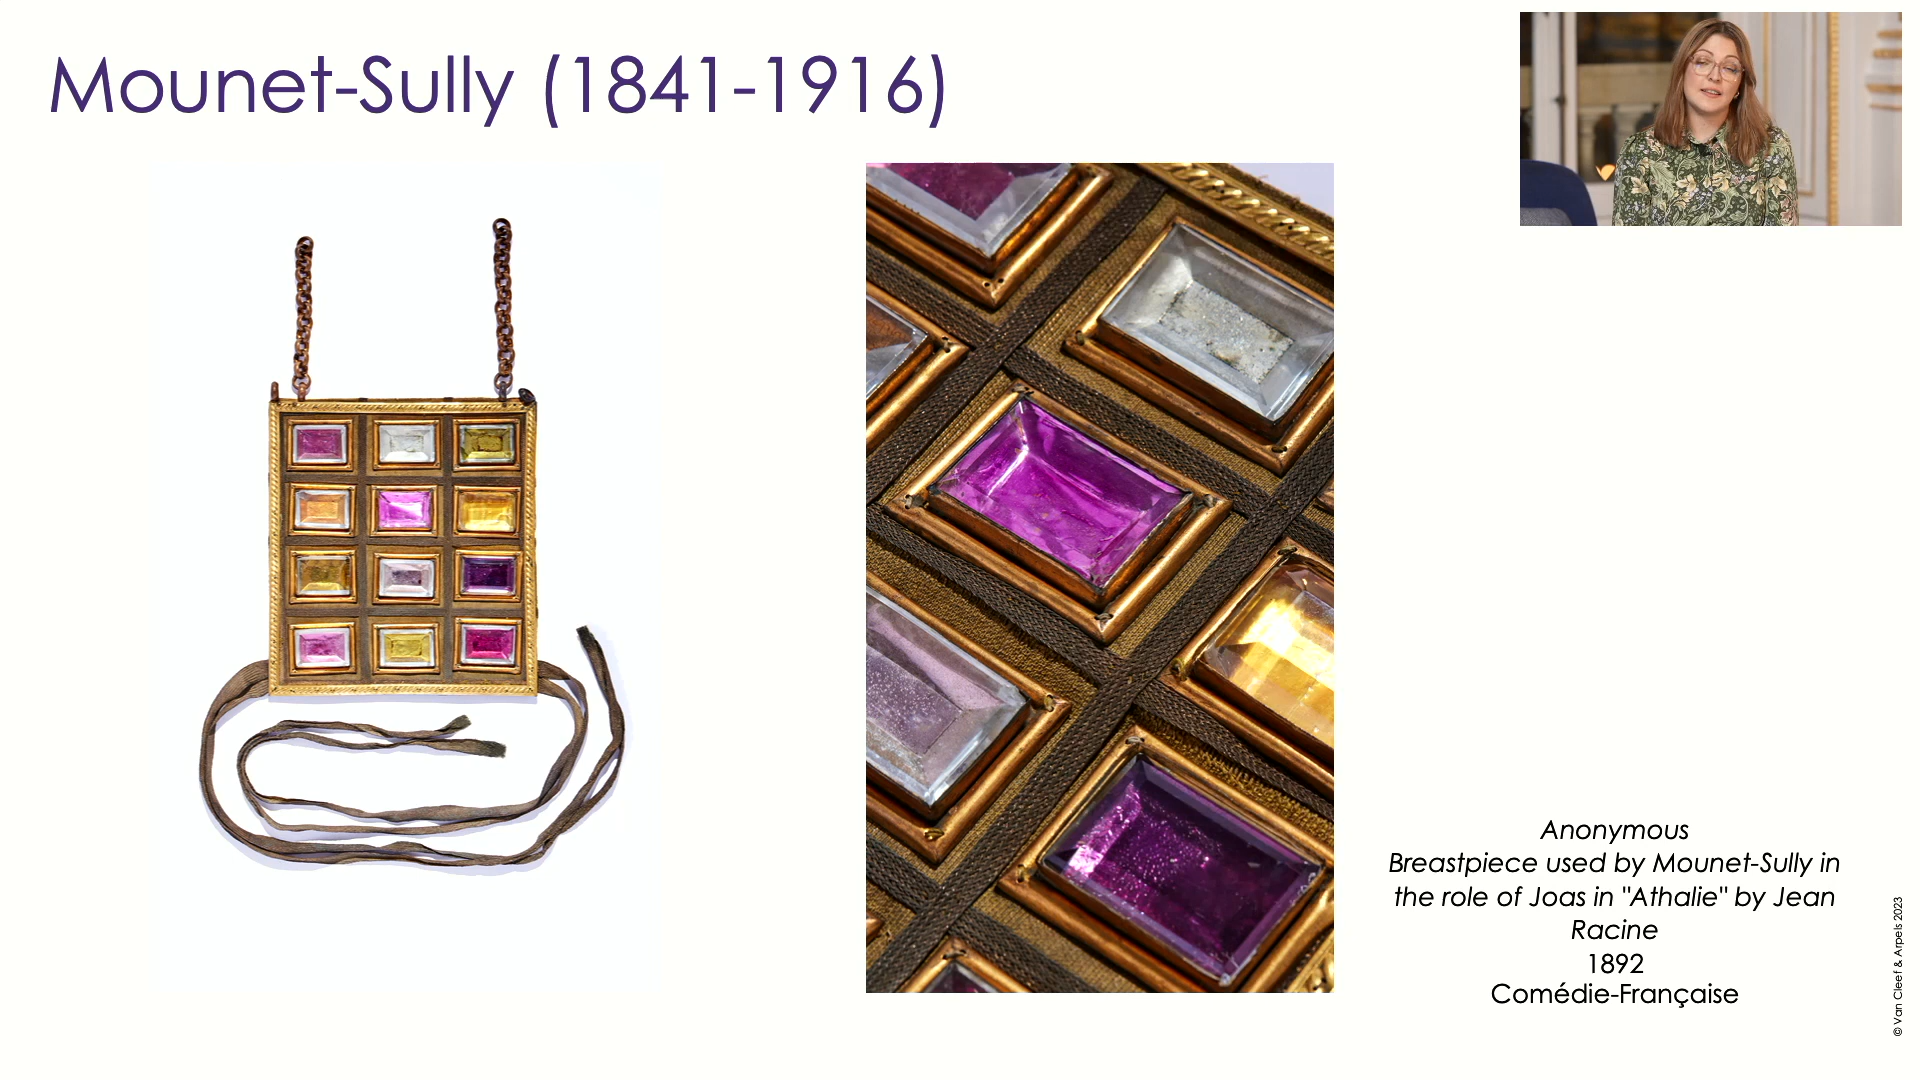 Mounet-Sully (1841-1916)
Anonymous
Breastpiece used by Mounet-Sully in
the role of Joas in "Athalie" by Jean
Racine
1892
Comédie-Française
© Van Cleef & Arpels 2023